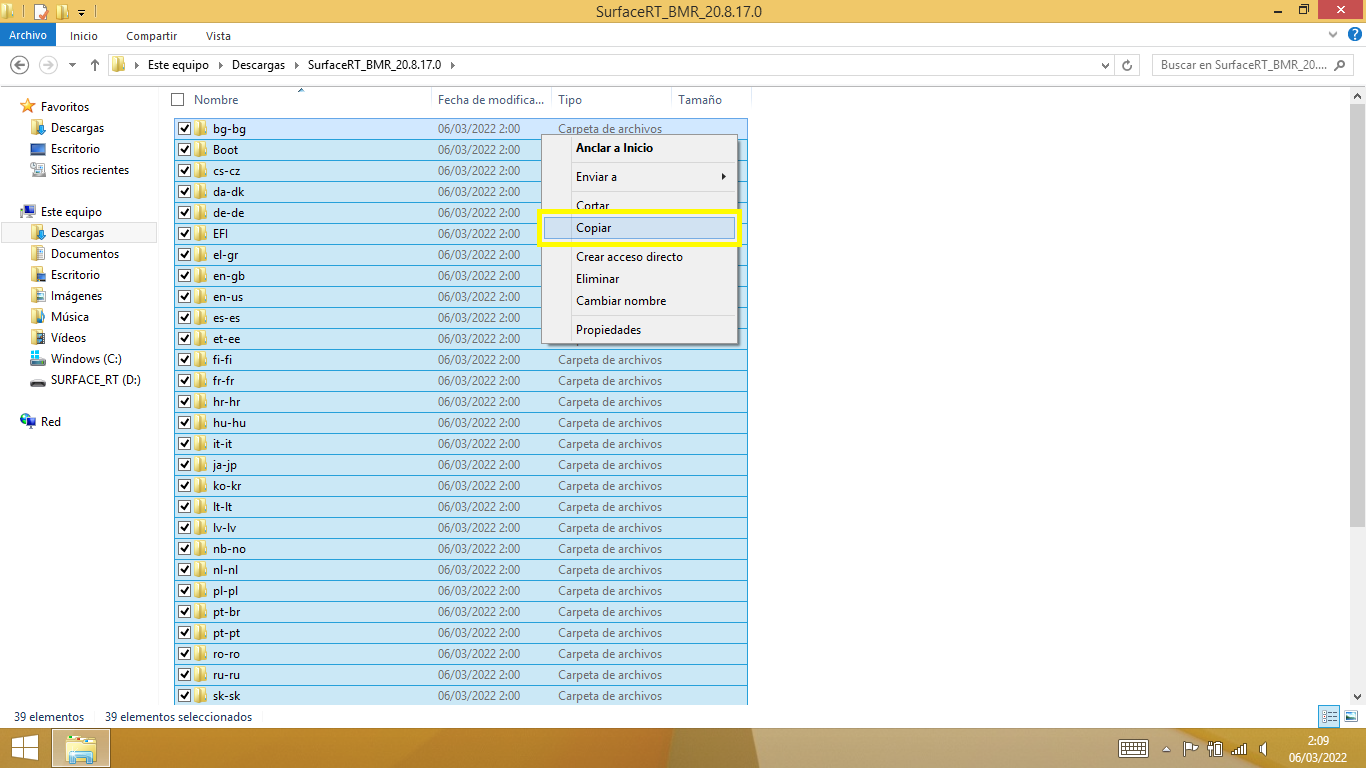 SurfaceRT_BMR_20.8.17.0
Archivo Inicio Compartir Vista
Este equipo Descargas SurfaceRT_BMR_20.8.17.0 Buscar en SurfaceRT_BMR_20....
Favoritos
Descargas
Escritorio
Sitios recientes
Este equipo
Descargas
Documentos
Escritorio
Imágenes
Música
Vídeos
Windows (C:)
SURFACE_RT (D:)
Red
Nombre Fecha de modifica... Tipo Tamaño
bg-bg 06/03/2022 2:00 Carpeta de archivos
Boot 06/03/2022 2:00
cs-cz 06/03/2022 2:00
da-dk 06/03/2022 2:00
de-de 06/03/2022 2:00
EFI 06/03/2022 2:00
el-gr 06/03/2022 2:00
en-gb 06/03/2022 2:00
en-us 06/03/2022 2:00
es-es 06/03/2022 2:00
et-ee 06/03/2022 2:00
fi-fi 06/03/2022 2:00 Carpeta de archivos
fr-fr 06/03/2022 2:00 Carpeta de archivos
hr-hr 06/03/2022 2:00 Carpeta de archivos
hu-hu 06/03/2022 2:00 Carpeta de archivos
it-it 06/03/2022 2:00 Carpeta de archivos
ja-jp 06/03/2022 2:00 Carpeta de archivos
ko-kr 06/03/2022 2:00 Carpeta de archivos
lt-lt 06/03/2022 2:00 Carpeta de archivos
lv-lv 06/03/2022 2:00 Carpeta de archivos
nb-no 06/03/2022 2:00 Carpeta de archivos
nl-nl 06/03/2022 2:00 Carpeta de archivos
pl-pl 06/03/2022 2:00 Carpeta de archivos
pt-br 06/03/2022 2:00 Carpeta de archivos
pt-pt 06/03/2022 2:00 Carpeta de archivos
ro-ro 06/03/2022 2:00 Carpeta de archivos
ru-ru 06/03/2022 2:00 Carpeta de archivos
sk-sk 06/03/2022 2:00 Carpeta de archivos
Anclar a Inicio
Enviar a
Cortar
Copiar
Crear acceso directo
Eliminar
Cambiar nombre
Propiedades
39 elementos 39 elementos seleccionados
2:09
06/03/2022